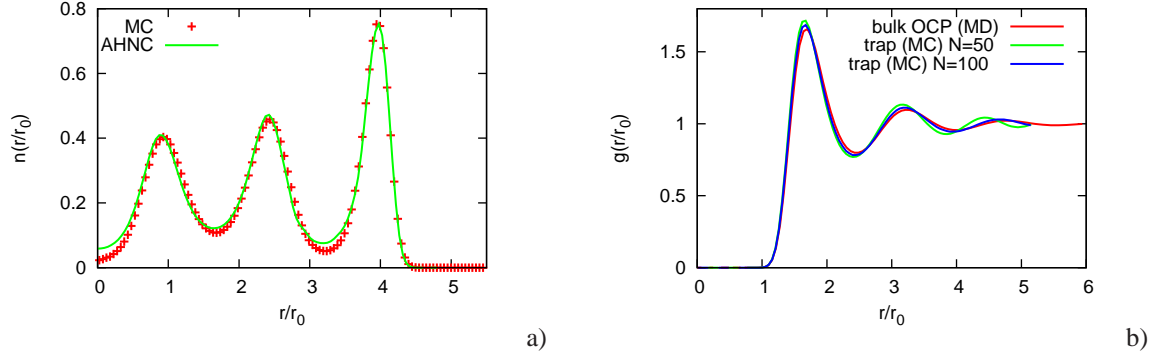 MC
AHNC
n(r/r0)
0.8
0.6
0.4
0.2
0
0 1 2 3 4 5
r/r0
a)
bulk OCP (MD)
trap (MC) N=50
trap (MC) N=100
g(r/r0)
1.5
1
0.5
0
0 1 2 3 4 5 6
r/r0
b)